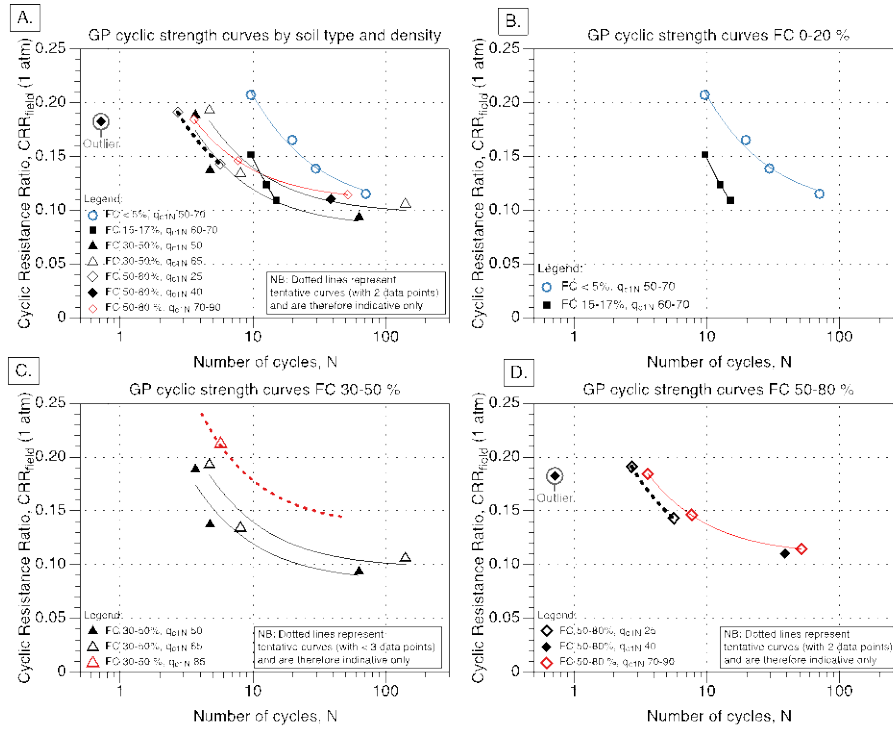 A.
GP cyclic strength curves by soil type and density
Cyclic Resistance Ratio, CRRfield (1 atm)
0.25
0.20
0.15
0.10
0.05
0
Outlier
Legend:
FC < 5%, qc1N 50-70
FC 15-17%, qc1N 60-70
FC 30-50%, qc1N 50
FC 30-50%, qc1N 65
FC 50-80%, qc1N 25
FC 50-80%, qc1N 40
FC 50-80 %, qc1N 70-90
NB: Dotted lines represent
tentative curves (with 2 data points)
and are therefore indicative only
1
10
100
Number of cycles, N
B.
GP cyclic strength curves FC 0-20 %
Cyclic Resistance Ratio, CRRfield (1 atm)
0.25
0.20
0.15
0.10
0.05
0
Legend:
FC < 5%, qc1N 50-70
FC 15-17%, qc1N 60-70
1
10
100
Number of cycles, N
C.
GP cyclic strength curves FC 30-50 %
Cyclic Resistance Ratio, CRRfield (1 atm)
0.25
0.20
0.15
0.10
0.05
0
Legend:
FC 30-50%, qc1N 50
FC 30-50%, qc1N 65
FC 30-50 %, qc1N 85
NB: Dotted lines represent
tentative curves (with < 3 data points)
and are therefore indicative only
1
10
100
Number of cycles, N
D.
GP cyclic strength curves FC 50-80 %
Cyclic Resistance Ratio, CRRfield (1 atm)
0.25
0.20
0.15
0.10
0.05
0
Outlier
Legend:
FC 50-80%, qc1N 25
FC 50-80%, qc1N 40
FC 50-80 %, qc1N 70-90
NB: Dotted lines represent
tentative curves (with 2 data points)
and are therefore indicative only
1
10
100
Number of cycles, N